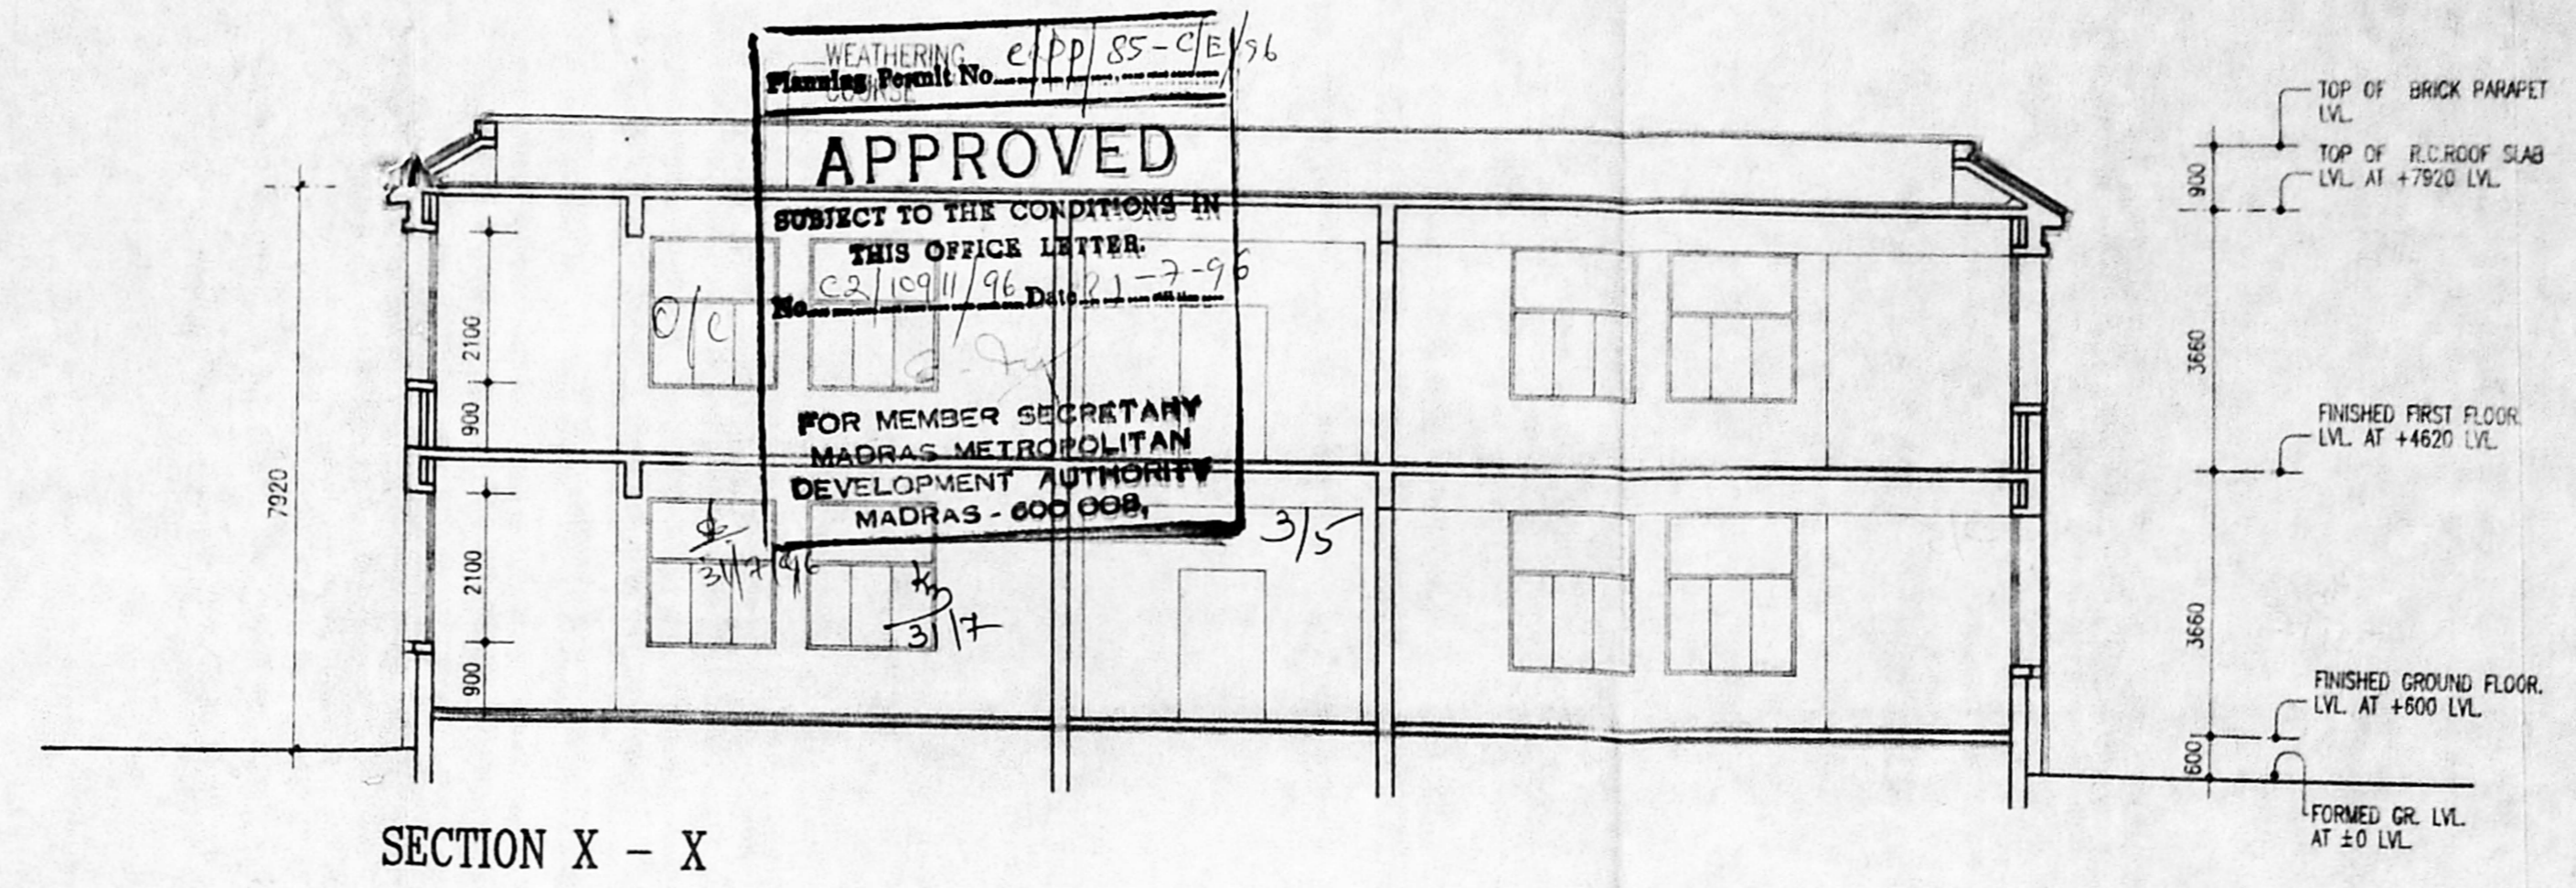 WEATHERING
COURSE
Planning Permit No. C/PP/85-C/E/96
APPROVED
SUBJECT TO THE CONDITIONS IN
THIS OFFICE LETTER.
No. C2/10911/96 Date 31-7-96
FOR MEMBER SECRETARY
MADRAS METROPOLITAN
DEVELOPMENT AUTHORITY
MADRAS - 600 008,
O/C
31/7/96
31/7
3/5
7920
2100
900
2100
900
900
3660
3660
600
TOP OF BRICK PARAPET
LVL.
TOP OF R.C.ROOF SLAB
LVL. AT +7920 LVL.
FINISHED FIRST FLOOR.
LVL. AT +4620 LVL.
FINISHED GROUND FLOOR.
LVL. AT +600 LVL.
FORMED GR. LVL.
AT ±0 LVL.
SECTION X - X